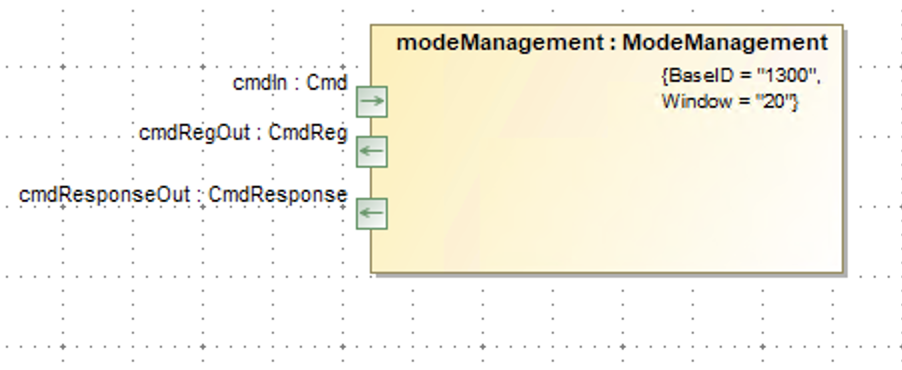 modeManagement : ModeManagement
{BaseID = "1300",
Window = "20"}
cmdIn : Cmd
cmdRegOut : CmdReg
cmdResponseOut : CmdResponse